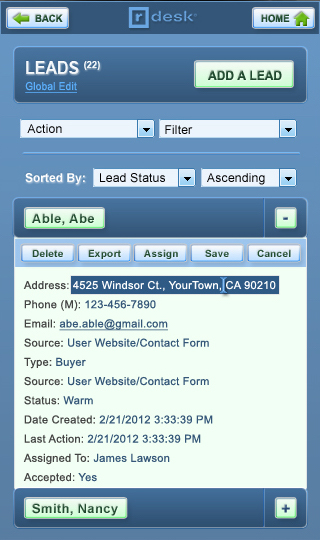 BACK
rdesk
HOME
LEADS (22)
Global Edit
ADD A LEAD
Action
Filter
Sorted By:
Lead Status
Ascending
Able, Abe
-
Delete
Export
Assign
Save
Cancel
Address: 4525 Windsor Ct., YourTown, CA 90210
Phone (M): 123-456-7890
Email: abe.able@gmail.com
Source: User Website/Contact Form
Type: Buyer
Source: User Website/Contact Form
Status: Warm
Date Created: 2/21/2012 3:33:39 PM
Last Action: 2/21/2012 3:33:39 PM
Assigned To: James Lawson
Accepted: Yes
Smith, Nancy
+